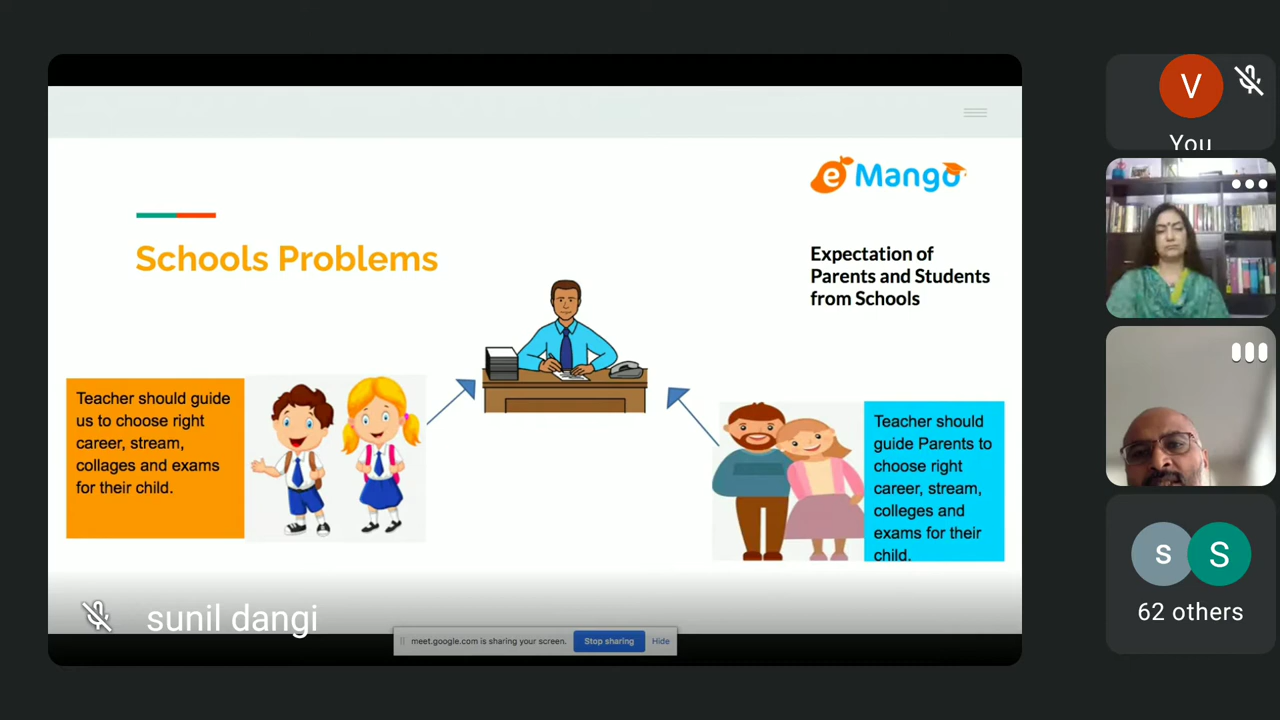 e Mango
Schools Problems
Expectation of
Parents and Students
from Schools
Teacher should guide
us to choose right
career, stream,
collages and exams
for their child.
Teacher should
guide Parents to
choose right
career, stream,
colleges and
exams for their
child.
sunil dangi
meet.google.com is sharing your screen.
Stop sharing
Hide
V
You
s
S
62 others